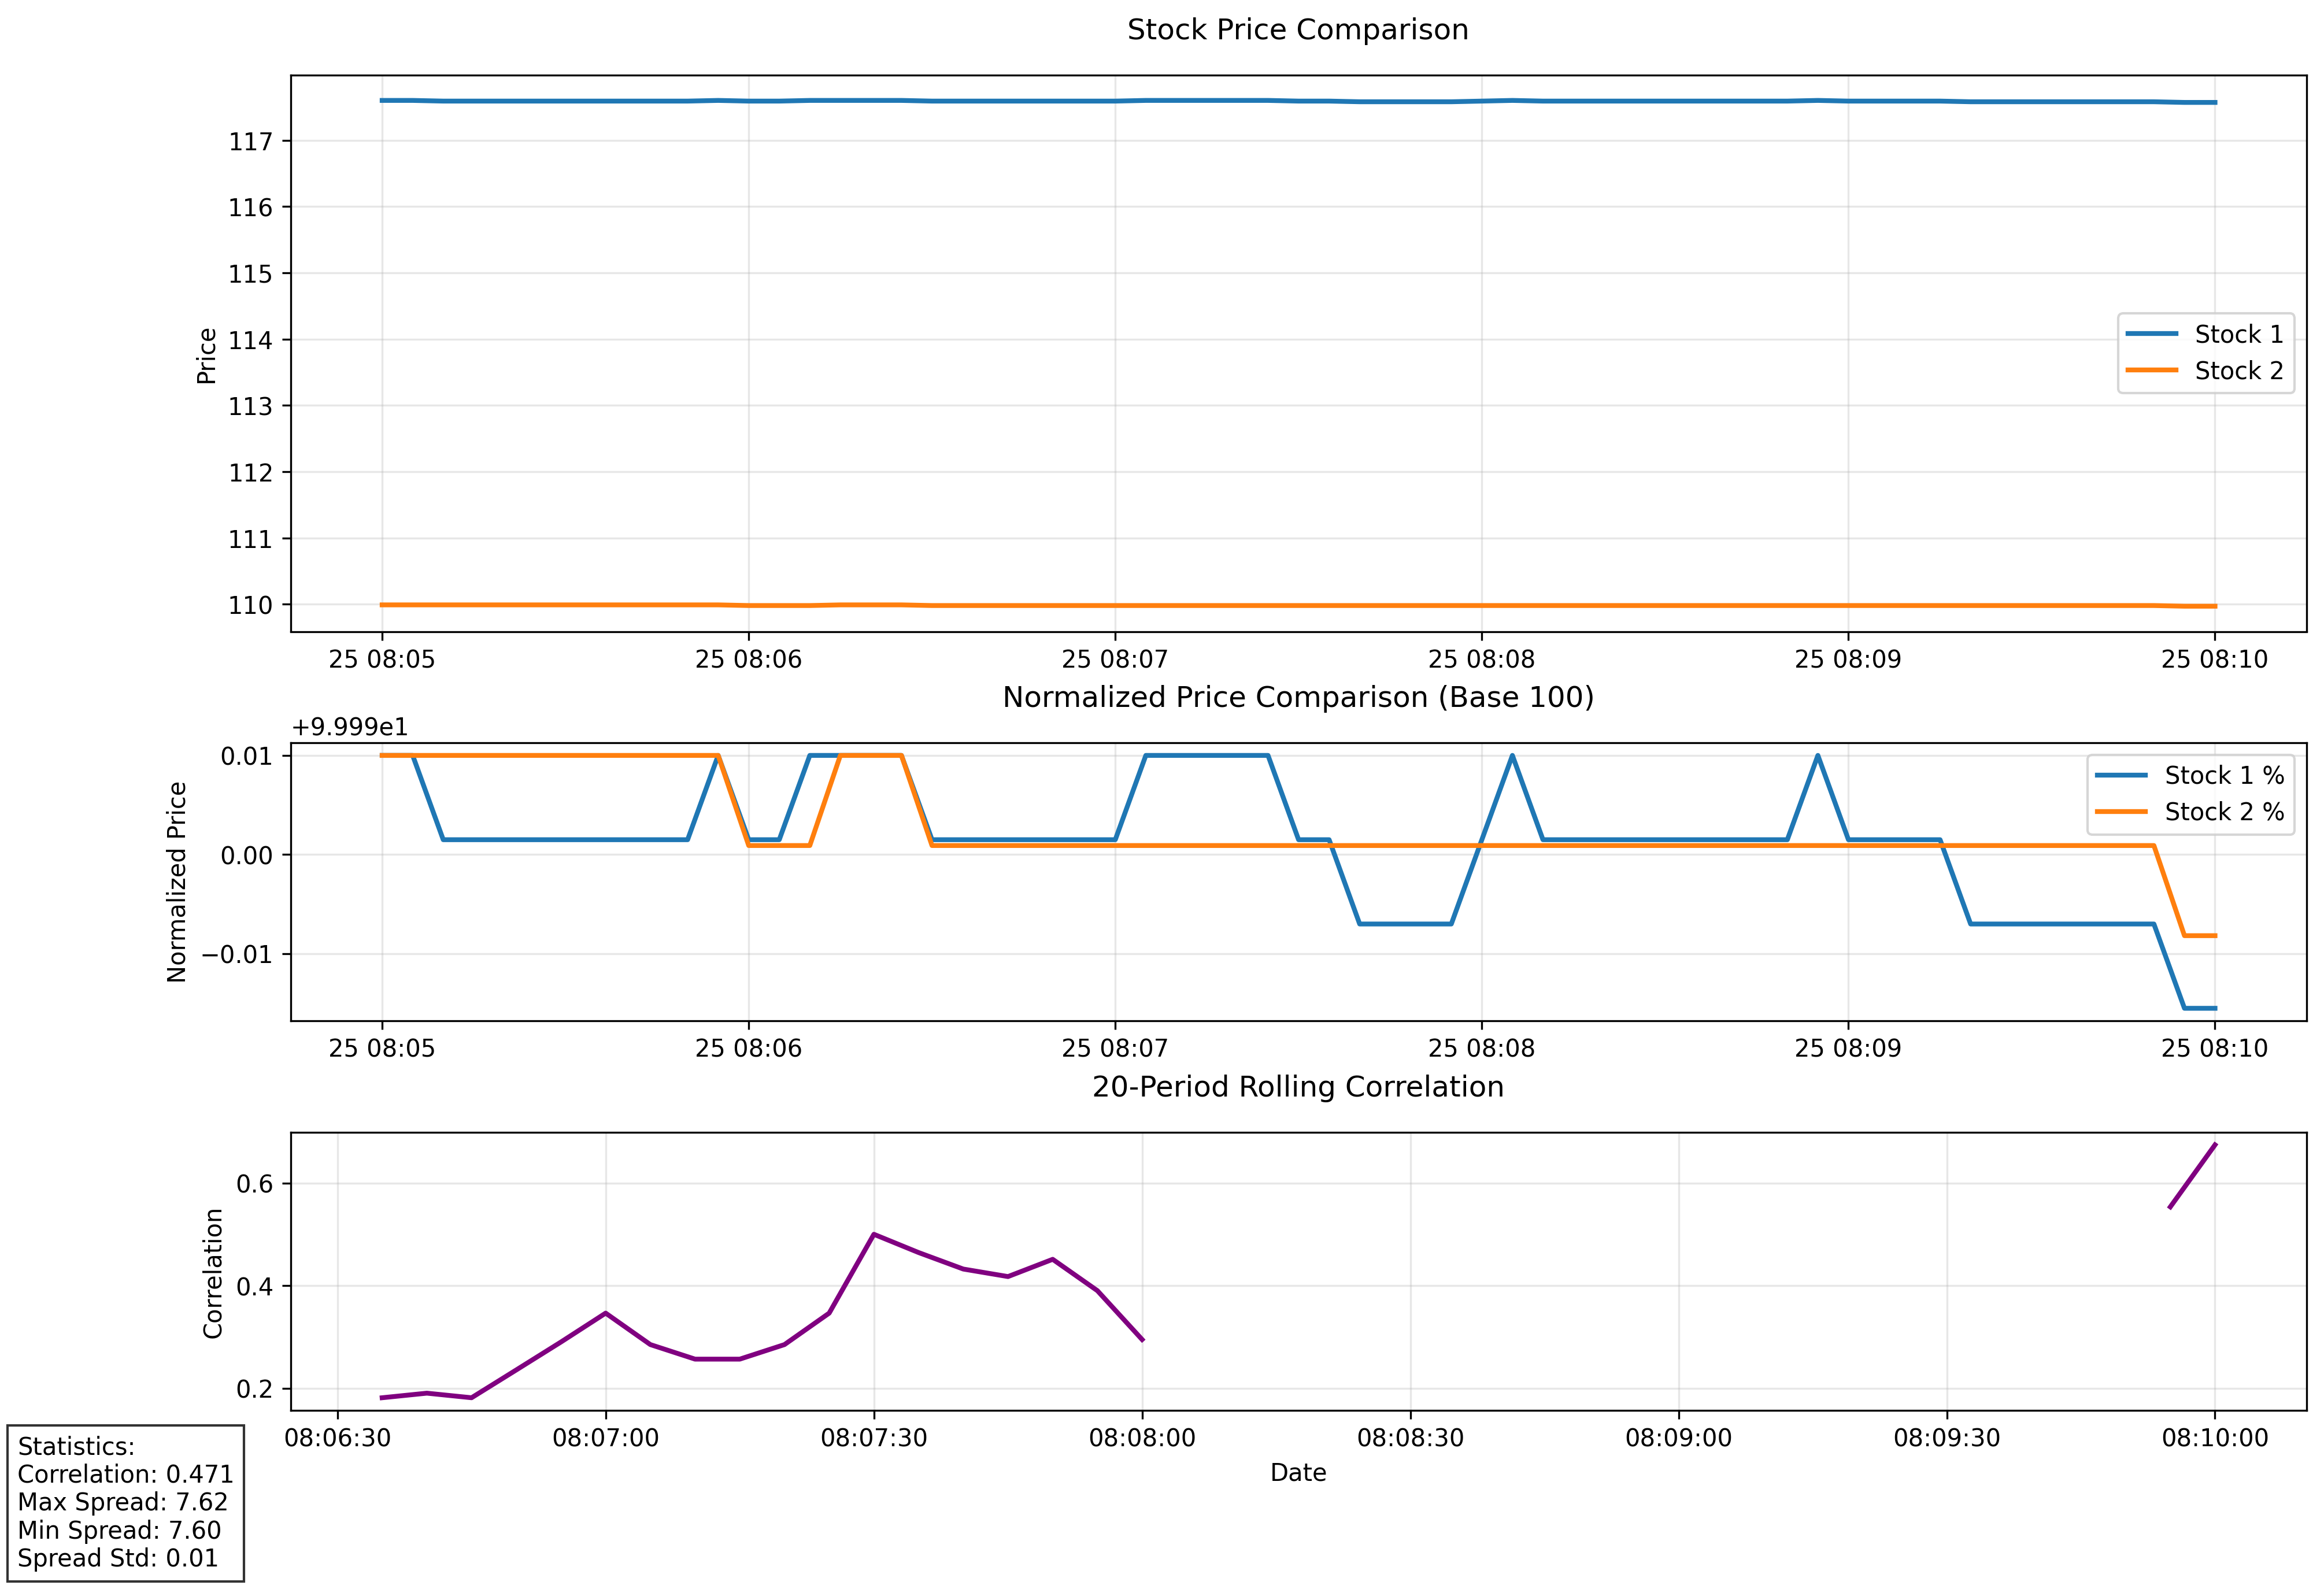 Stock Price Comparison
117
116
115
114
113
112
111
110
Price
Stock 1
Stock 2
25 08:05
25 08:06
25 08:07
25 08:08
25 08:09
25 08:10
Normalized Price Comparison (Base 100)
+9.999e1
0.01
0.00
−0.01
Normalized Price
Stock 1 %
Stock 2 %
25 08:05
25 08:06
25 08:07
25 08:08
25 08:09
25 08:10
20-Period Rolling Correlation
0.6
0.4
0.2
Correlation
08:06:30
08:07:00
08:07:30
08:08:00
08:08:30
08:09:00
08:09:30
08:10:00
Date
Statistics:
Correlation: 0.471
Max Spread: 7.62
Min Spread: 7.60
Spread Std: 0.01